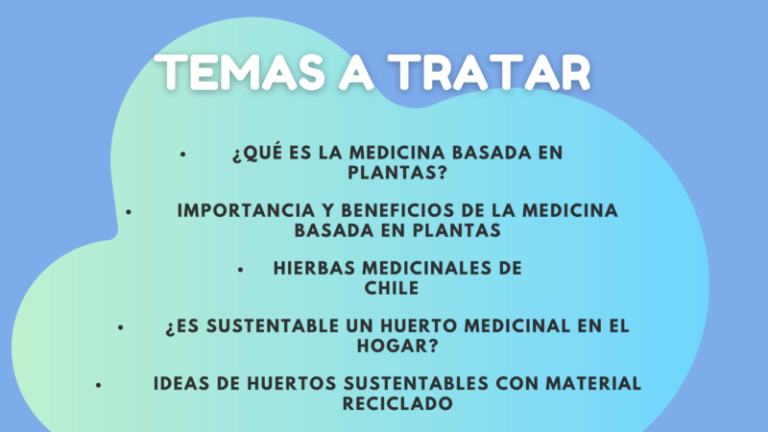 TEMAS A TRATAR
• ¿QUÉ ES LA MEDICINA BASADA EN
PLANTAS?
• IMPORTANCIA Y BENEFICIOS DE LA MEDICINA
BASADA EN PLANTAS
• HIERBAS MEDICINALES DE
CHILE
• ¿ES SUSTENTABLE UN HUERTO MEDICINAL EN EL
HOGAR?
• IDEAS DE HUERTOS SUSTENTABLES CON MATERIAL
RECICLADO